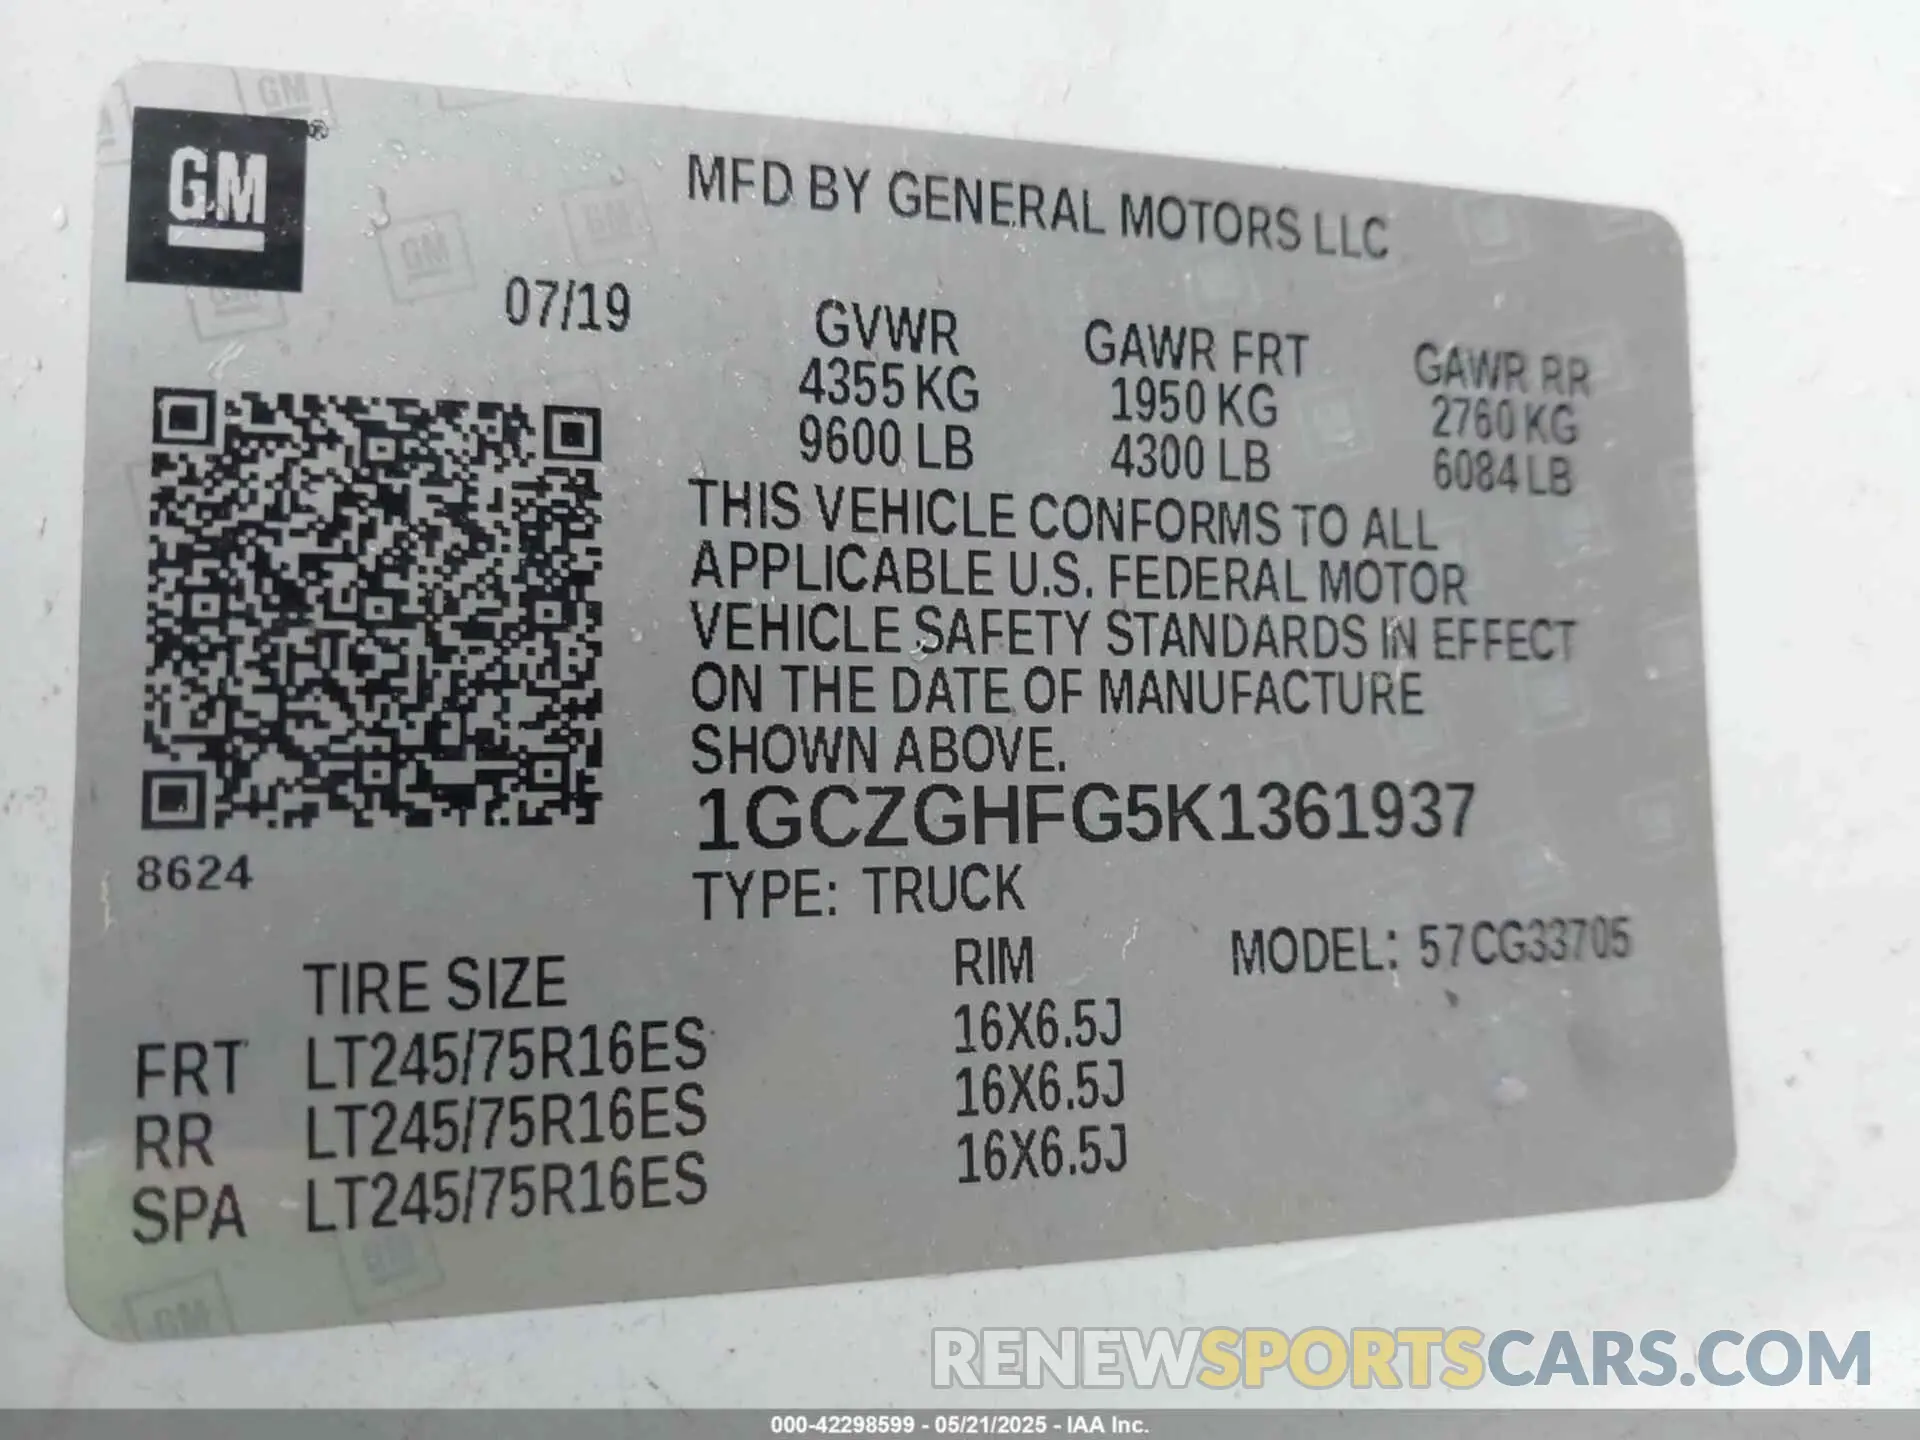 GM®
MFD BY GENERAL MOTORS LLC
07/19
GVWR GAWR FRT GAWR RR
4355 KG 1950 KG 2760 KG
9600 LB 4300 LB 6084 LB
THIS VEHICLE CONFORMS TO ALL
APPLICABLE U.S. FEDERAL MOTOR
VEHICLE SAFETY STANDARDS IN EFFECT
ON THE DATE OF MANUFACTURE
SHOWN ABOVE.
1GCZGHFG5K1361937
8624
TYPE: TRUCK
MODEL: 57CG33705
TIRE SIZE RIM
FRT LT245/75R16ES 16X6.5J
RR LT245/75R16ES 16X6.5J
SPA LT245/75R16ES 16X6.5J
RENEWSPORTSCARS.COM
000-42298599 - 05/21/2025 - IAA Inc.